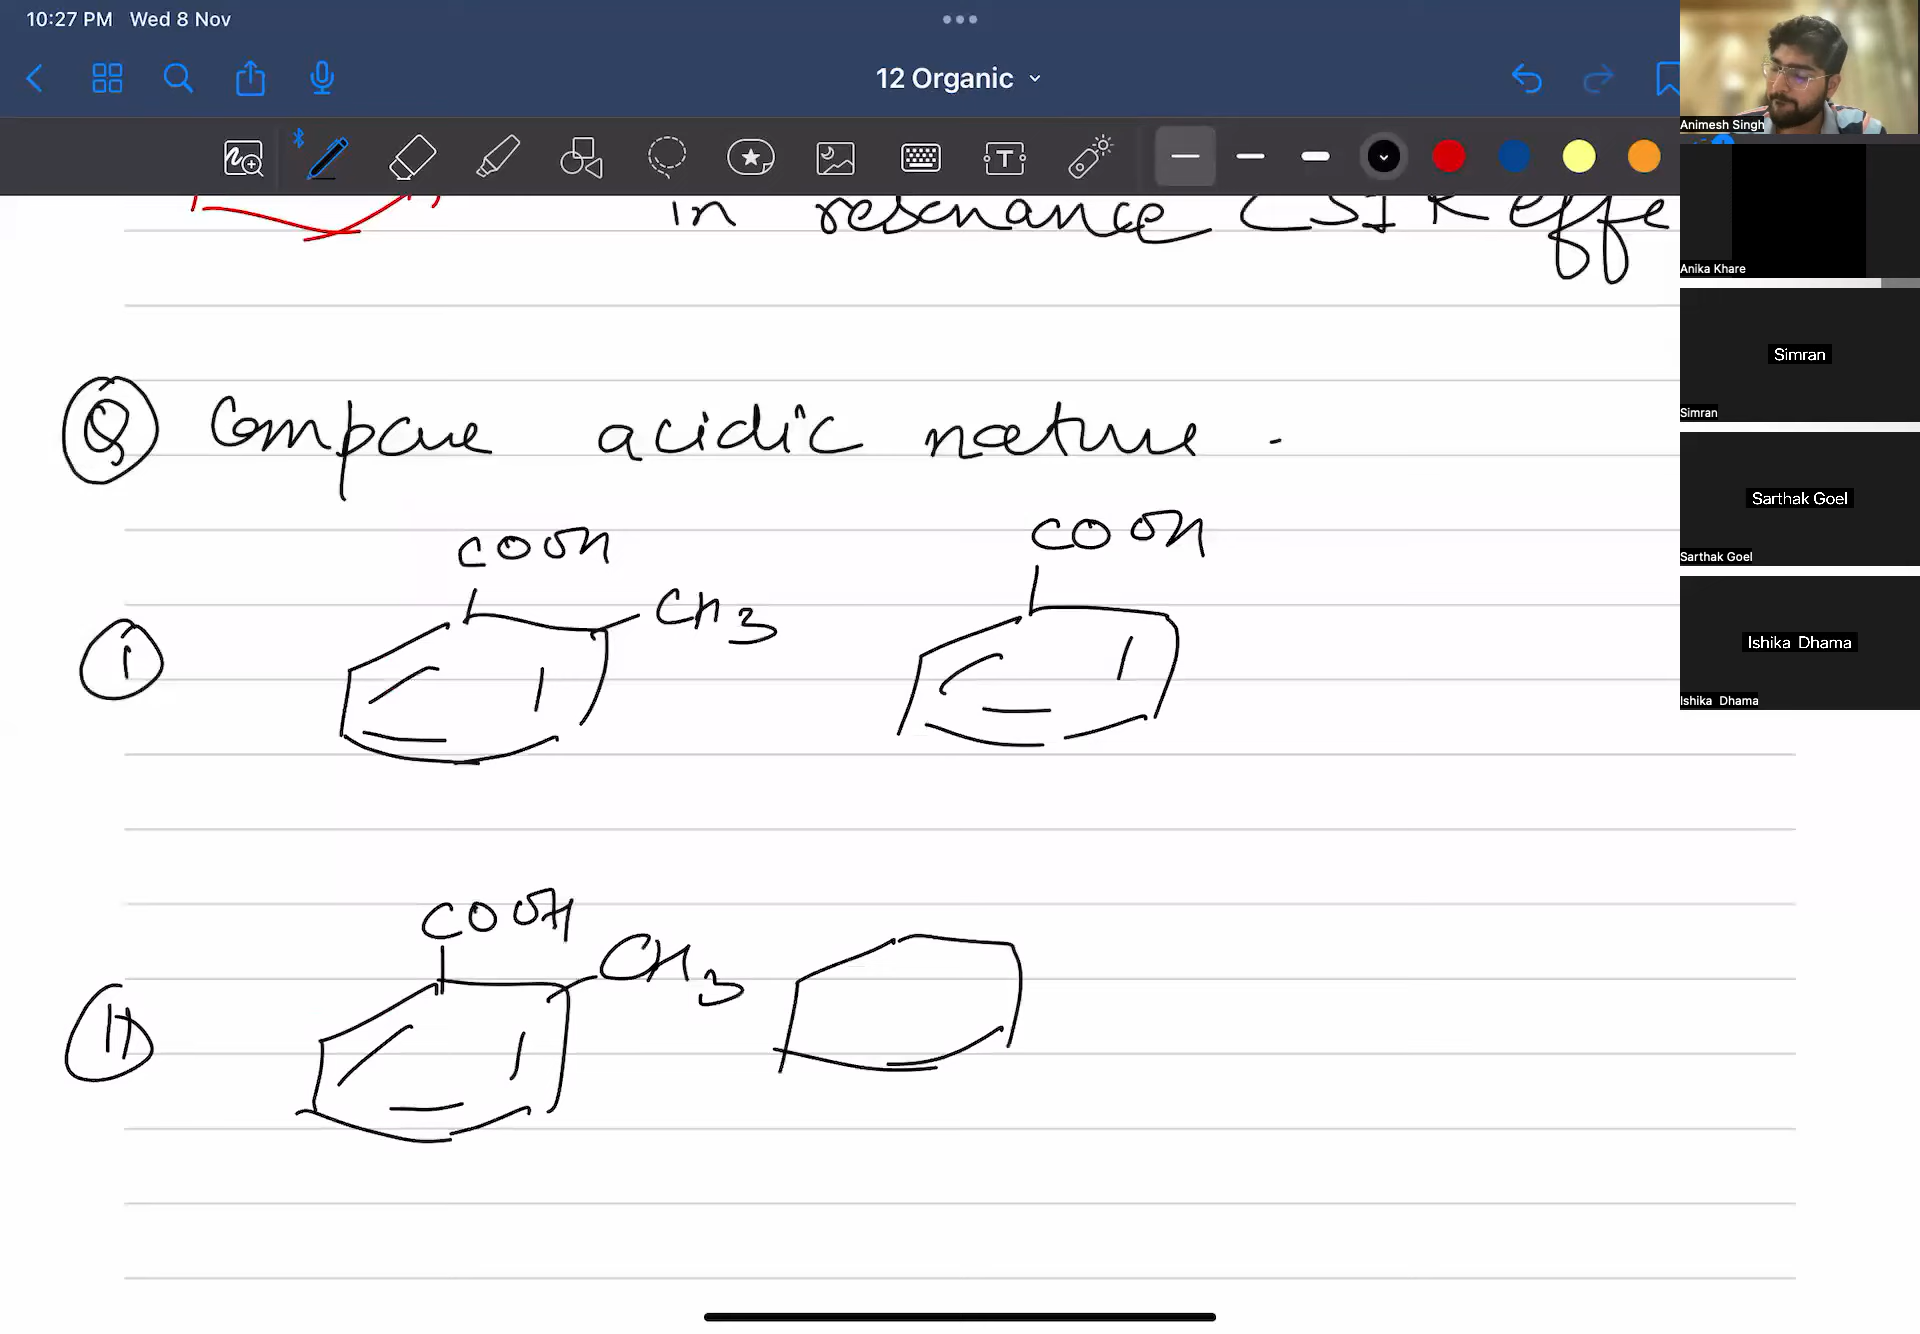 10:27 PM Wed 8 Nov
12 Organic
Animesh Singh
Anika Khare
Simran
Simran
Sarthak Goel
Sarthak Goel
Ishika Dhama
Ishika Dhama
in resonance (SIR effe
Q Compare acidic nature.
COOH
CH3
COOH
I
COOH
CH3
II